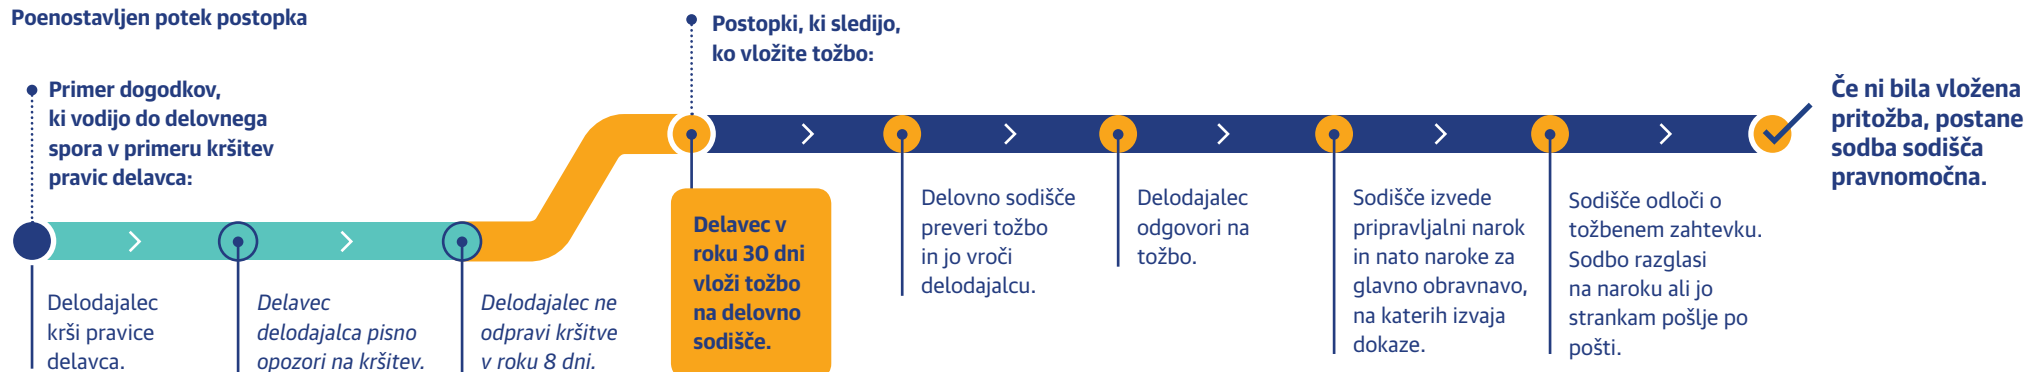 Poenostavljen potek postopka
Primer dogodkov,
ki vodijo do delovnega
spora v primeru kršitev
pravic delavca:
Delodajalec
krši pravice
delavca.
Delavec
delodajalca pisno
opozori na kršitev.
Delodajalec ne
odpravi kršitve
v roku 8 dni.
Postopki, ki sledijo,
ko vložite tožbo:
Delavec v
roku 30 dni
vloži tožbo
na delovno
sodišče.
Delovno sodišče
preveri tožbo
in jo vroči
delodajalcu.
Delodajalec
odgovori na
tožbo.
Sodišče izvede
pripravljalni narok
in nato naroke za
glavno obravnavo,
na katerih izvaja
dokaze.
Sodišče odloči o
tožbenem zahtevku.
Sodbo razglasi
na naroku ali jo
strankam pošlje po
pošti.
Če ni bila vložena
pritožba, postane
sodba sodišča
pravnomočna.